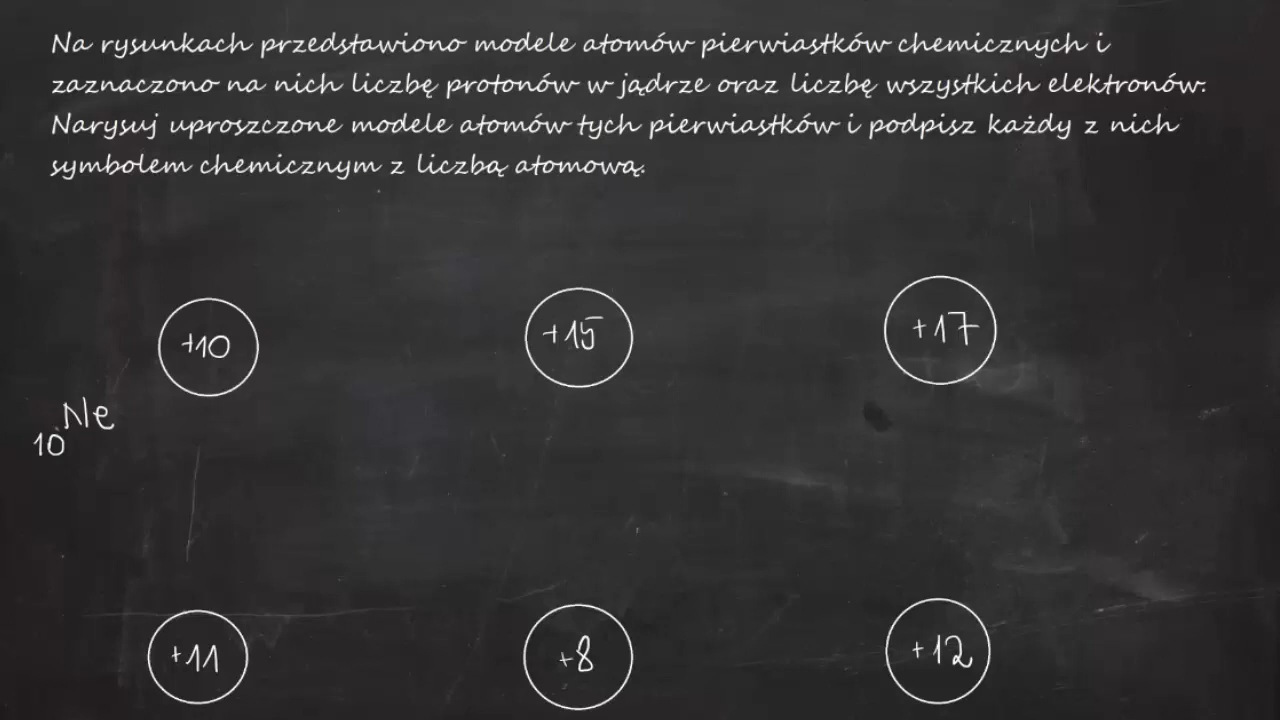 Na rysunkach przedstawiono modele atomów pierwiastków chemicznych i
zaznaczono na nich liczbę protonów w jądrze oraz liczbę wszystkich elektronów.
Narysuj uproszczone modele atomów tych pierwiastków i podpisz każdy z nich
symbolem chemicznym z liczbą atomową.
+10
+15
+17
10Ne
+11
+8
+12